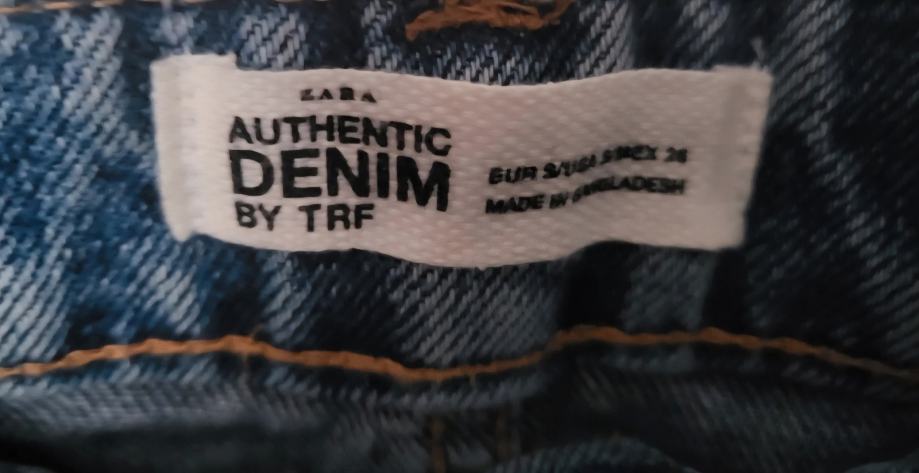 ZARA
AUTHENTIC
DENIM
BY TRF
EUR S/USA S/MEX 26
MADE IN BANGLADESH